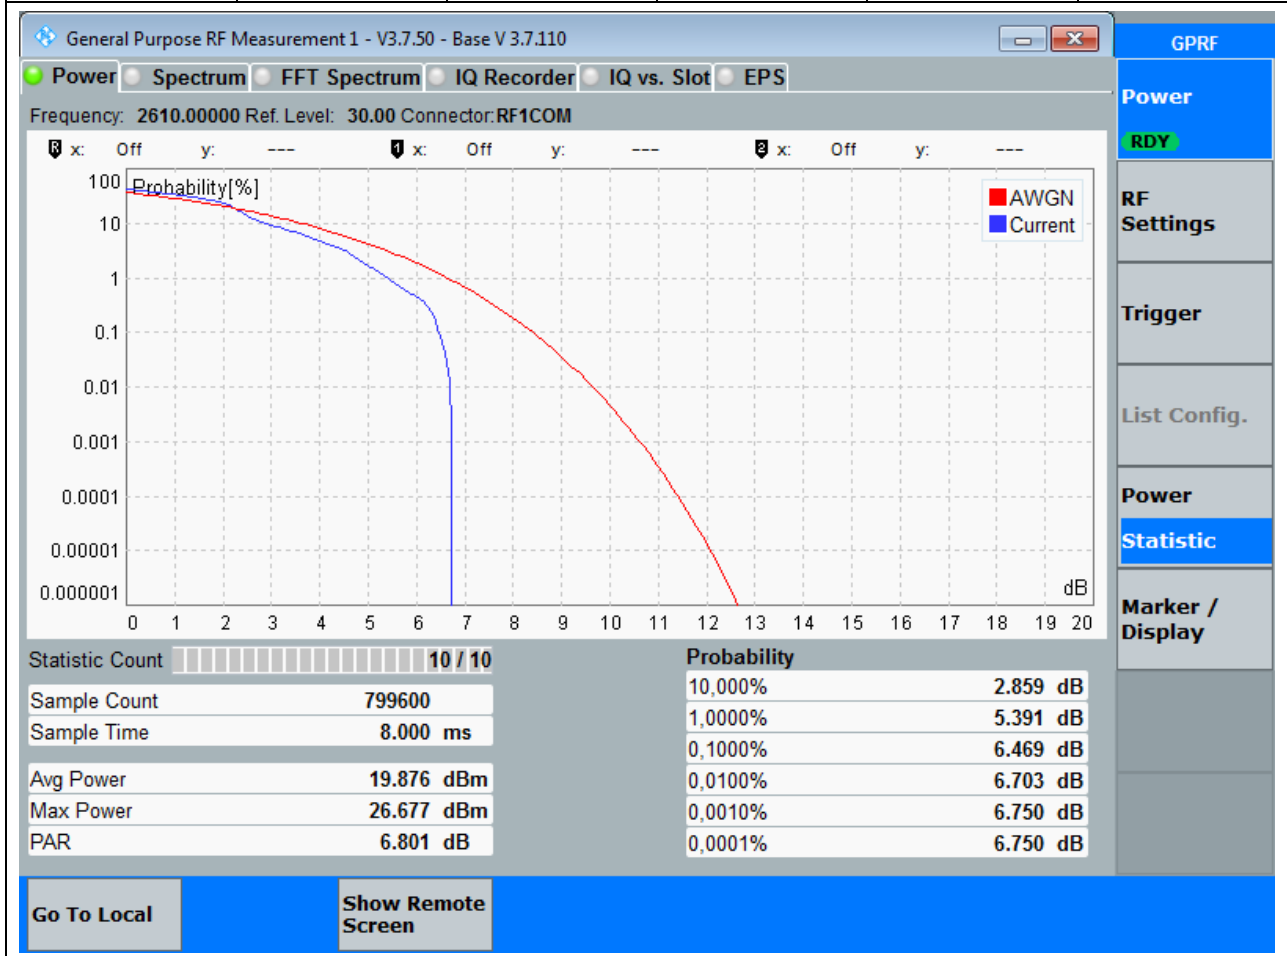 General Purpose RF Measurement 1 - V3.7.50 - Base V 3.7.110
GPRF
Power Spectrum FFT Spectrum IQ Recorder IQ vs. Slot EPS
Frequency: 2610.00000 Ref. Level: 30.00 Connector: RF1COM
R x: Off y: --- 1 x: Off y: --- 2 x: Off y: ---
Probability[%]
100
10
1
0.1
0.01
0.001
0.0001
0.00001
0.000001
AWGN
Current
dB
0 1 2 3 4 5 6 7 8 9 10 11 12 13 14 15 16 17 18 19 20
Statistic Count 10 / 10
Sample Count 799600
Sample Time 8.000 ms
Avg Power 19.876 dBm
Max Power 26.677 dBm
PAR 6.801 dB
Probability
10,000% 2.859 dB
1,0000% 5.391 dB
0,1000% 6.469 dB
0,0100% 6.703 dB
0,0010% 6.750 dB
0,0001% 6.750 dB
Power
RDY
RF
Settings
Trigger
List Config.
Power
Statistic
Marker /
Display
Go To Local
Show Remote
Screen